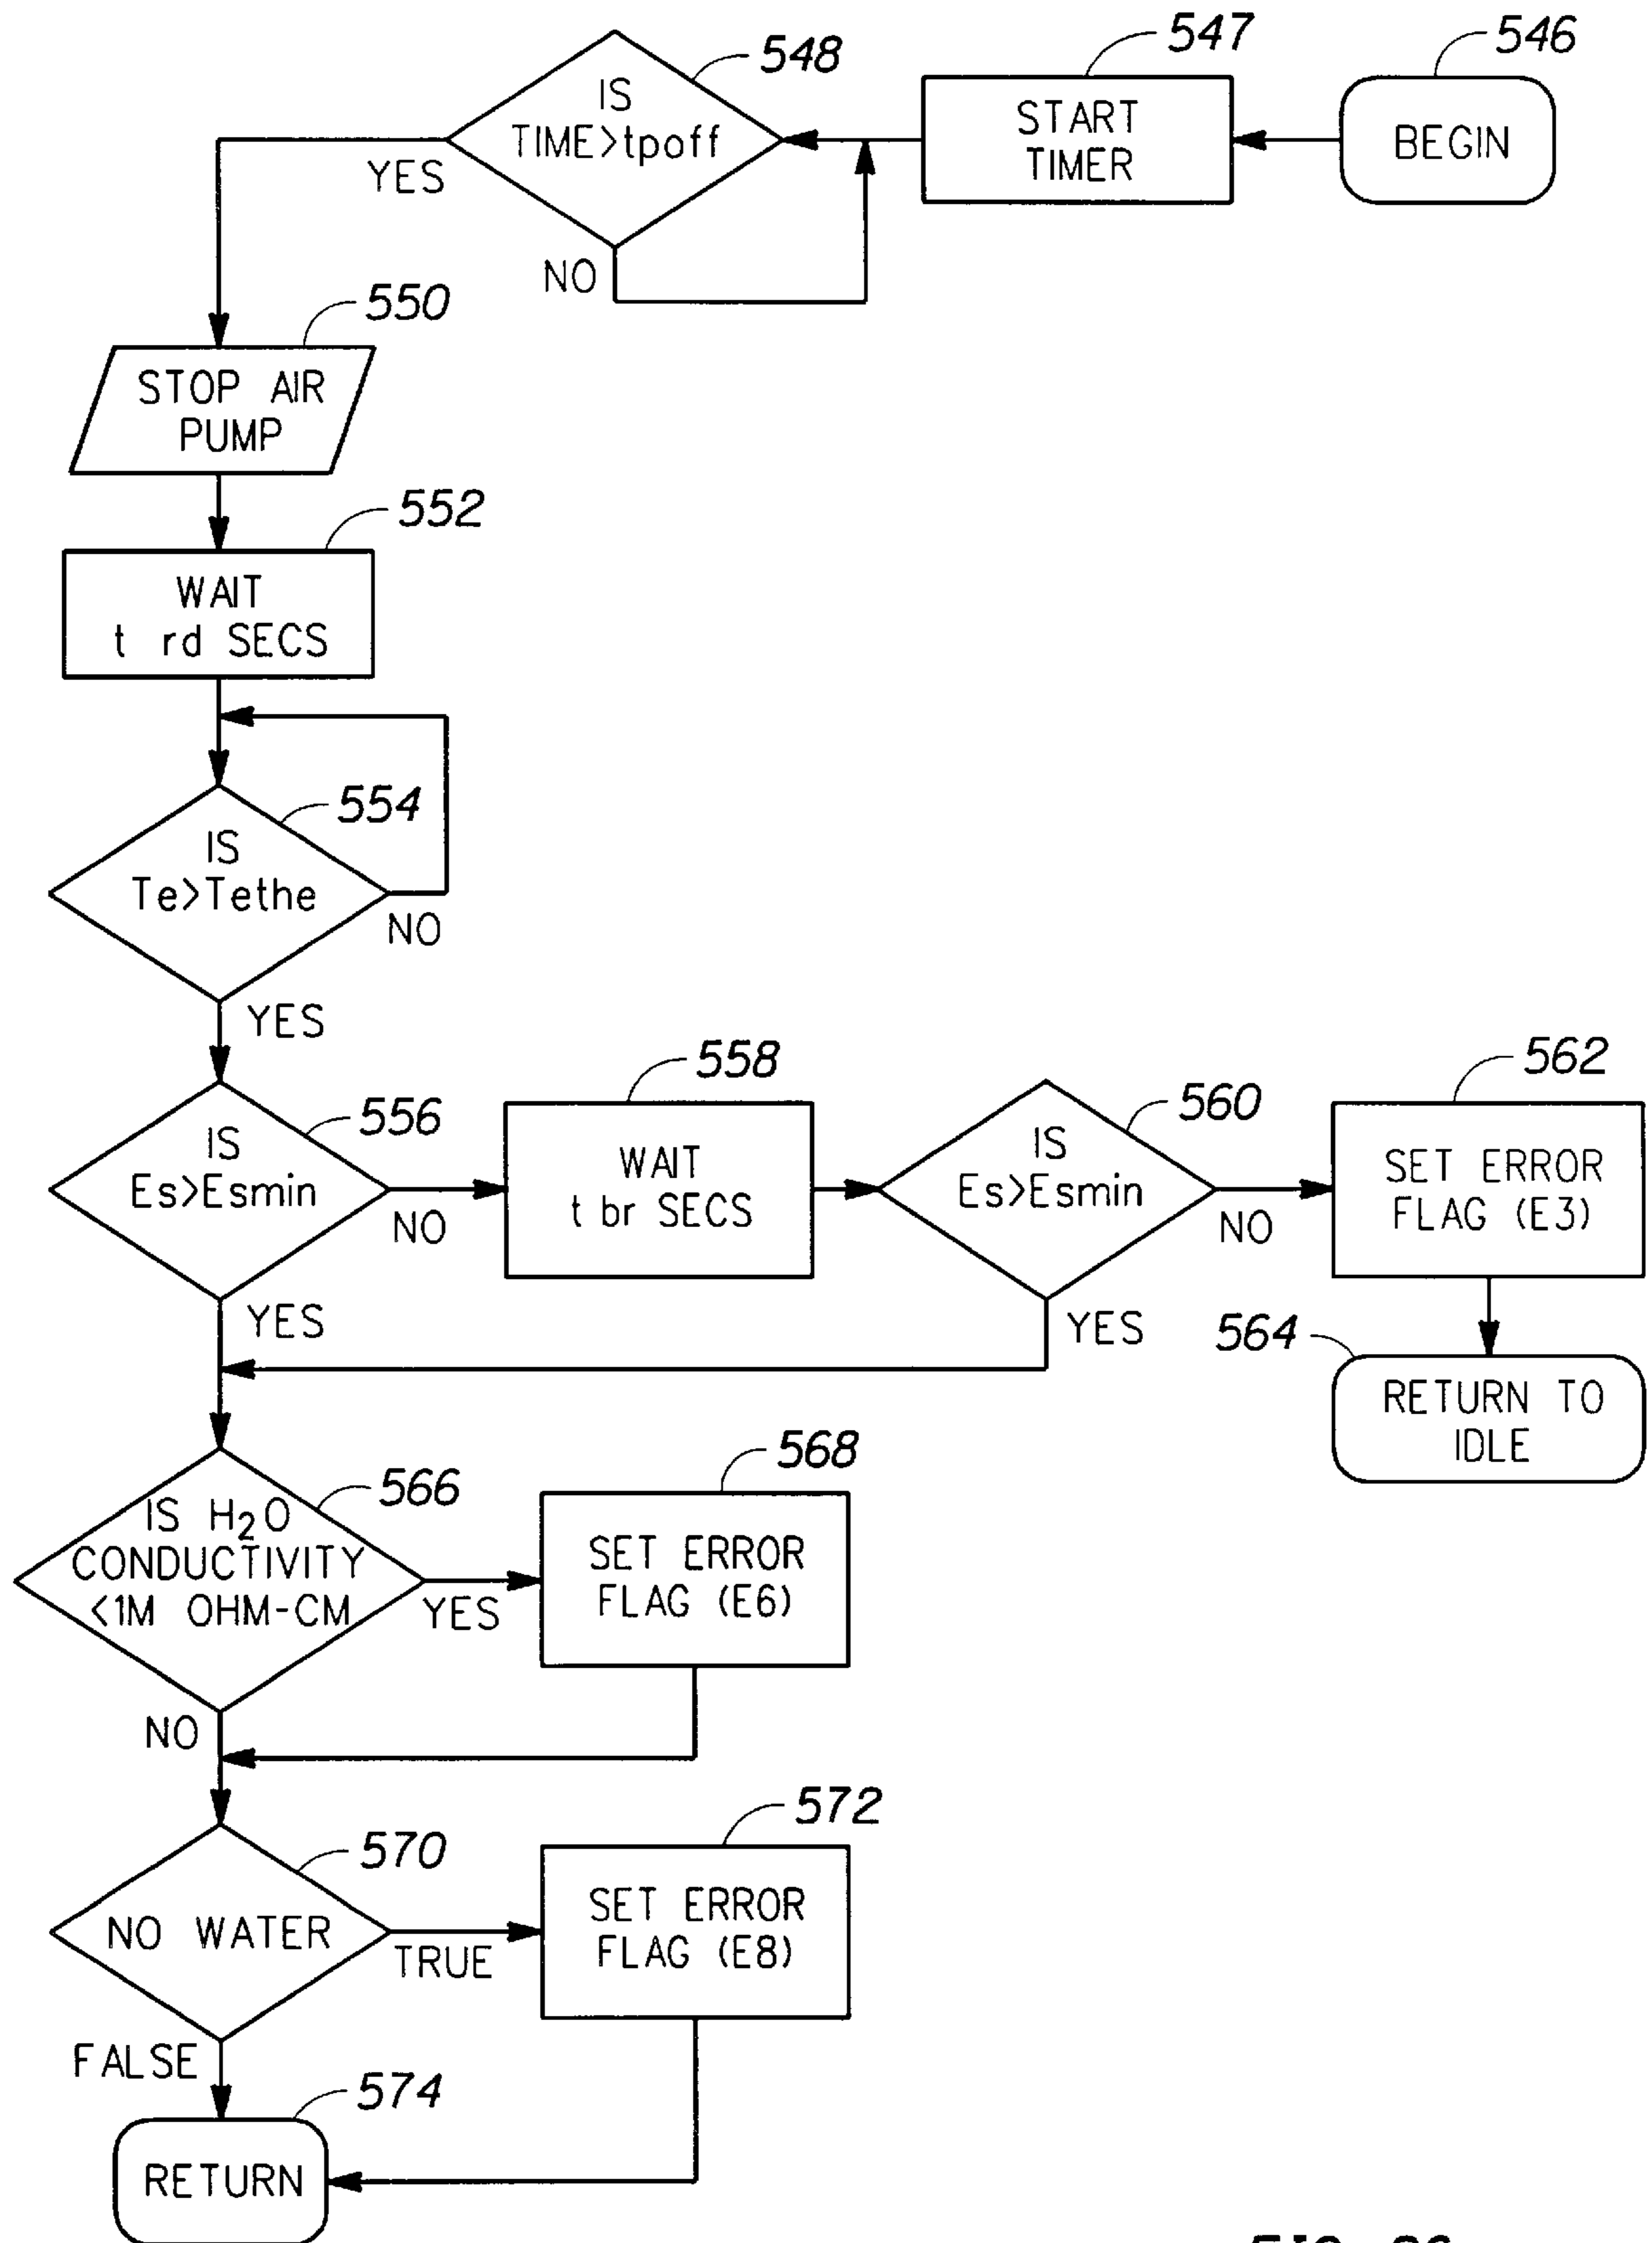 546
BEGIN
547
START
TIMER
548
IS
TIME>tpoff
YES
NO
550
STOP AIR
PUMP
552
WAIT
t rd SECS
554
IS
Te>Tethe
NO
YES
556
IS
Es>Esmin
NO
YES
558
WAIT
t br SECS
560
IS
Es>Esmin
NO
YES
562
SET ERROR
FLAG (E3)
564
RETURN TO
IDLE
566
IS H₂O
CONDUCTIVITY
<1M OHM-CM
YES
NO
568
SET ERROR
FLAG (E6)
570
NO WATER
TRUE
FALSE
572
SET ERROR
FLAG (E8)
574
RETURN